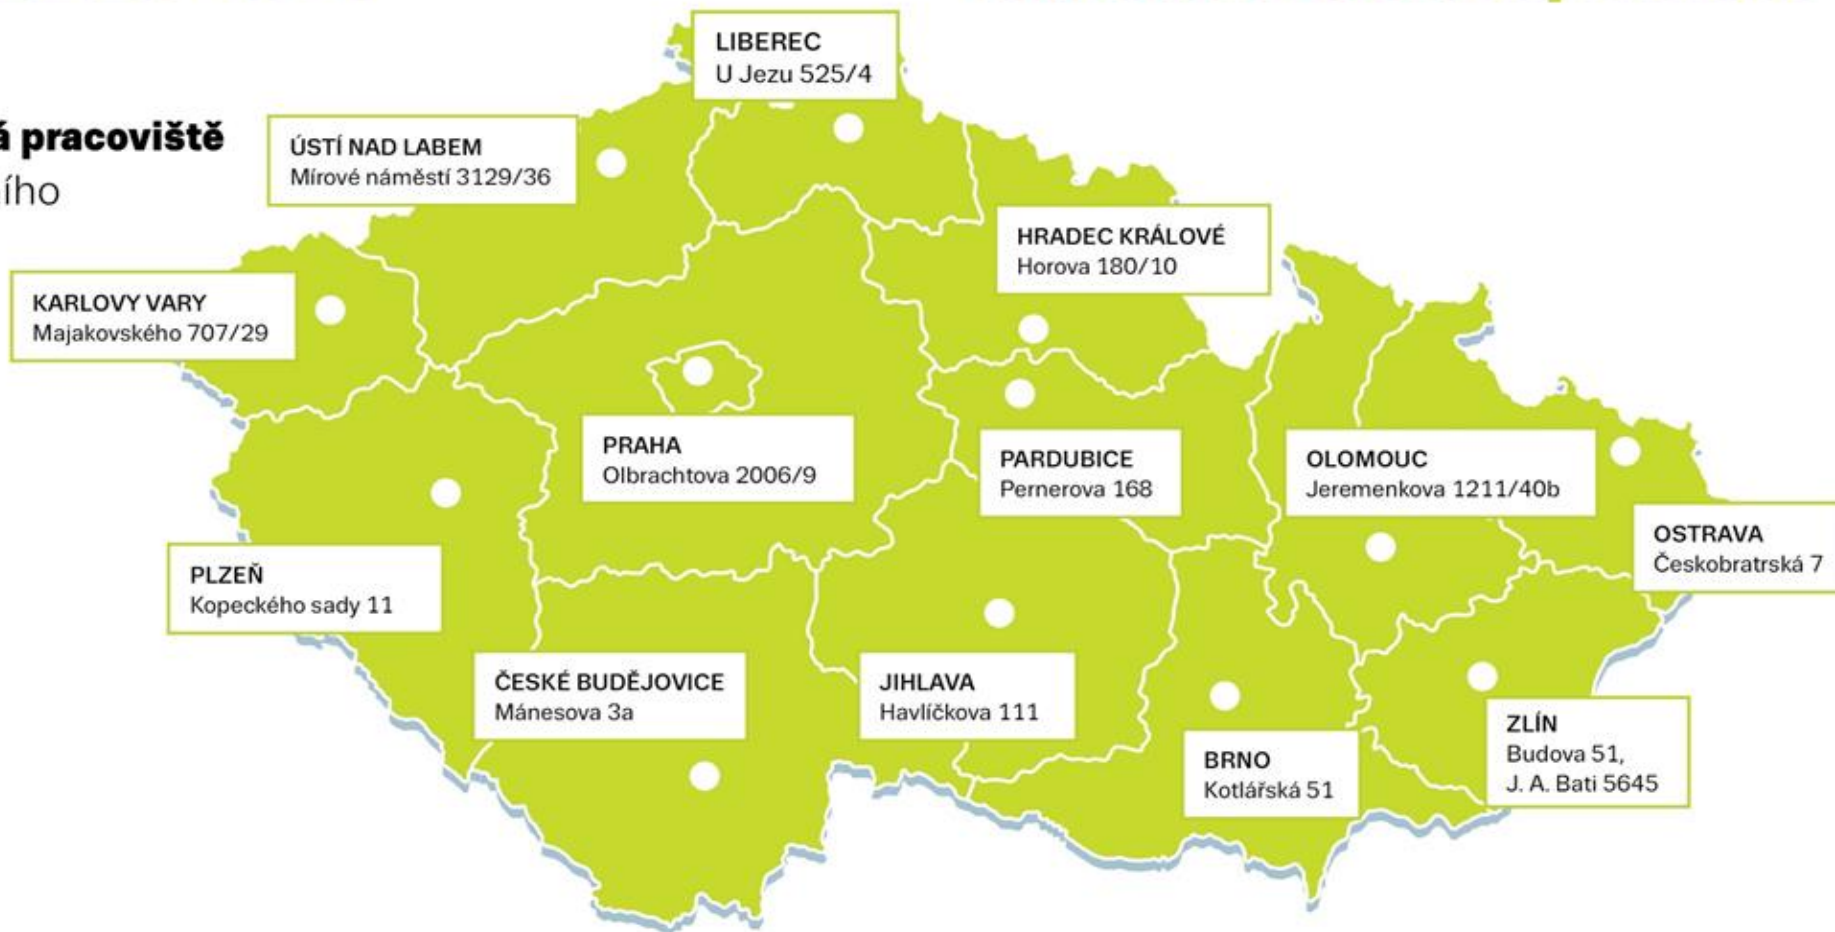 LIBEREC
U Jezu 525/4
pracoviště
ÚSTÍ NAD LABEM
Mírové náměstí 3129/36
HRADEC KRÁLOVÉ
Horova 180/10
KARLOVY VARY
Majakovského 707/29
PRAHA
Olbrachtova 2006/9
PARDUBICE
Pernerova 168
OLOMOUC
Jeremenkova 1211/40b
OSTRAVA
Českobratrská 7
PLZEŇ
Kopeckého sady 11
ČESKÉ BUDĚJOVICE
Mánesova 3a
JIHLAVA
Havlíčkova 111
BRNO
Kotlářská 51
ZLÍN
Budova 51,
J. A. Bati 5645